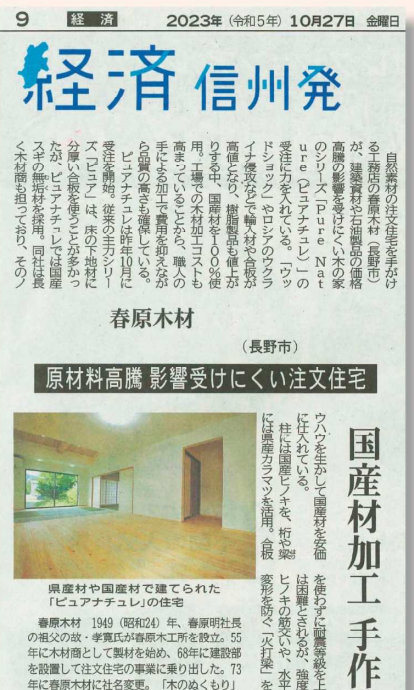 9 経済 2023年（令和5年）10月27日 金曜日
経済 信州発
自然素材の注文住宅を手がけ
る工務店の春原木材（長野市）
が、建築資材や石油製品の価格
高騰の影響を受けにくい木の家
のシリーズ「Pure Nat
ure（ピュアナチュレ）」の
受注に力を入れている。「ウッ
ドショック」やロシアのウクラ
イナ侵攻などで輸入材や合板が
高値となり、樹脂製品も値上が
りする中、国産材を100％使
用。工場での木材加工コストも
高まっていることから、職人の
手による加工で費用を抑えなが
ら品質の高さも確保している。
ピュアナチュレは昨年10月に
受注を開始。従来の主力シリー
ズ「ピュア」は、床の下地材に
分厚い合板を使うことが多かっ
たが、ピュアナチュレでは国産
スギの無垢材を採用。同社は長
く木材商も担っており、そのノ
春原木材
（長野市）
原材料高騰 影響受けにくい注文住宅
国産材加工 手作
ウハウを生かして国産材を安価
に仕入れている。
柱には国産ヒノキを、桁や梁
には県産カラマツを活用。合板
を使わずに耐震等級を上
は困難とされるが、強度
ヒノキの筋交いや、水平
変形を防ぐ「火打梁」を
県産材や国産材で建てられた
「ピュアナチュレ」の住宅
春原木材 1949（昭和24）年、春原明社長
の祖父の故・孝寛氏が春原木工所を設立。55
年に木材商として製材を始め、68年に建設部
を設置して注文住宅の事業に乗り出した。73
年に春原木材に社名変更。「木のぬくもり」